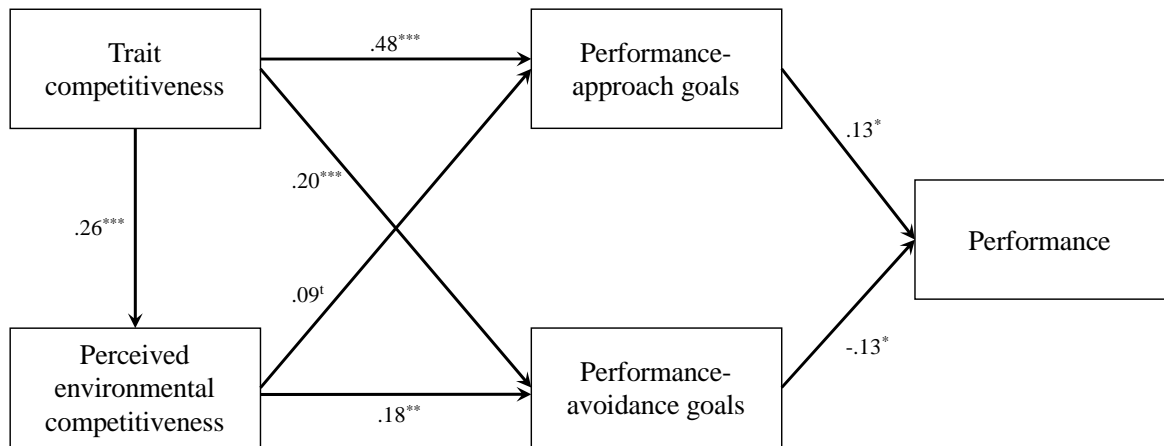 Trait
competitiveness
.48***
Performance-
approach goals
.13*
.20***
.26***
Performance
.09ᵗ
-.13*
Perceived
environmental
competitiveness
.18**
Performance-
avoidance goals